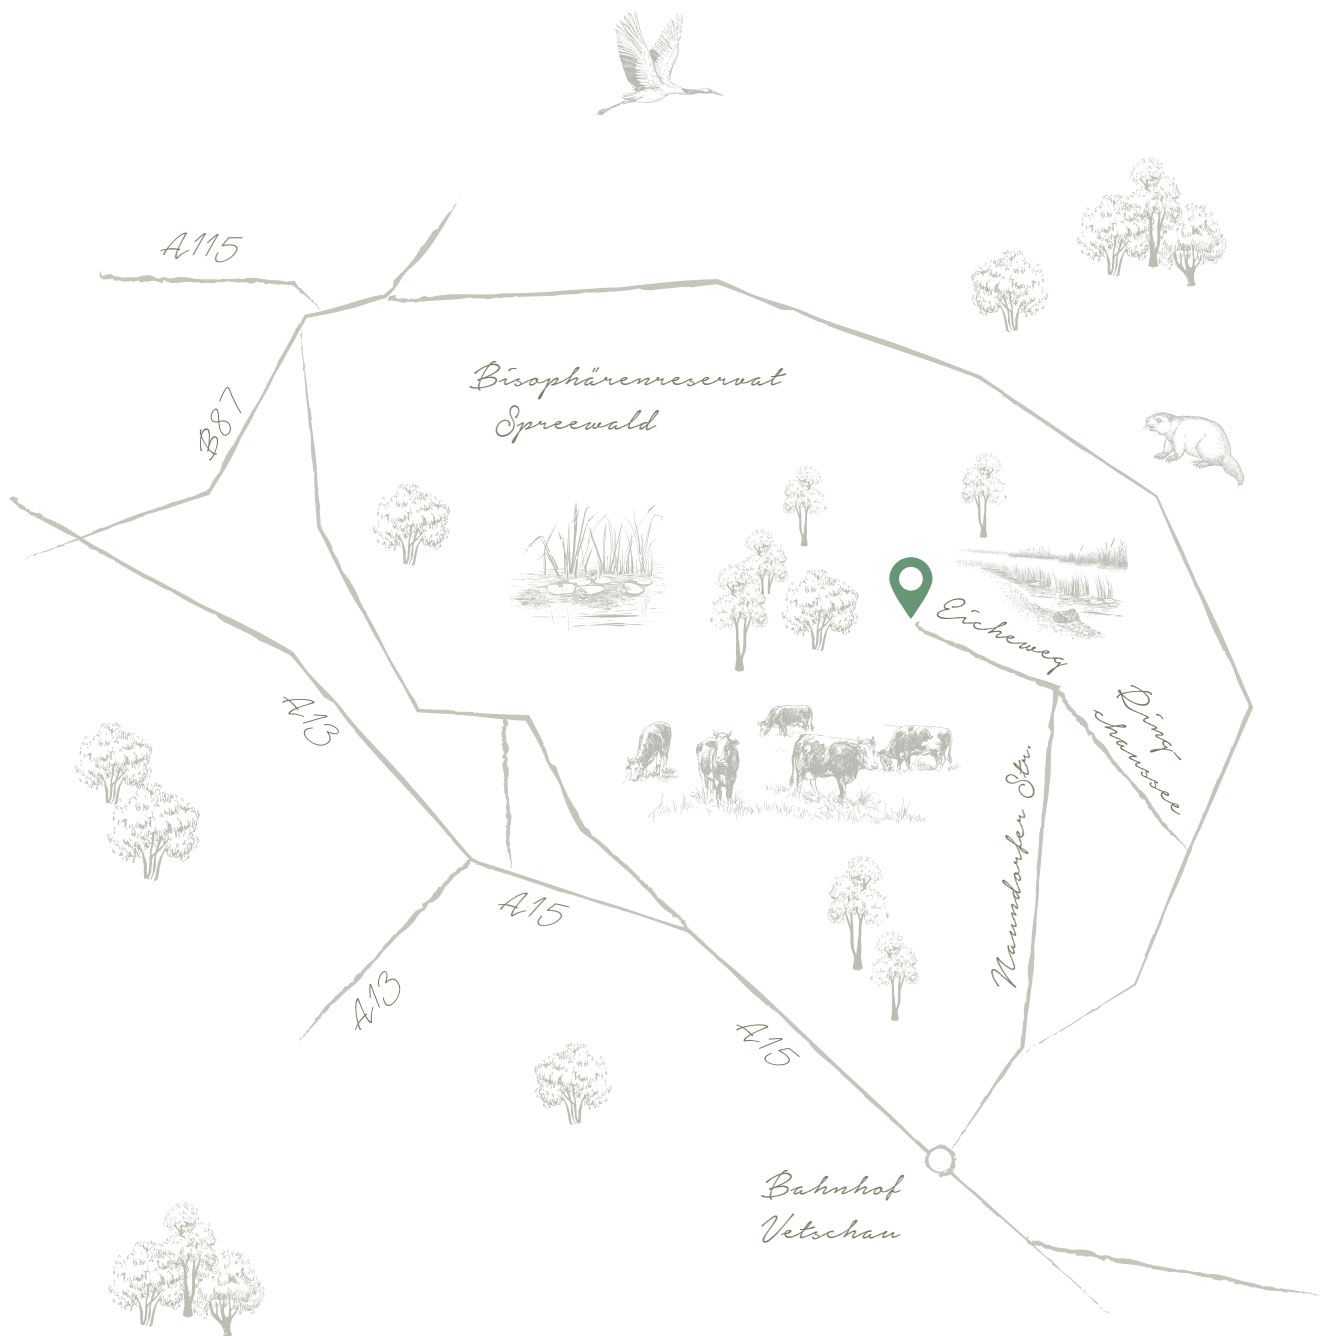 A115
Bisophärenreservat
Spreewald
B87
Eicheweg
Ring
chaussee
A13
Naundorfer Str.
A15
A13
A15
Bahnhof
Vetschau